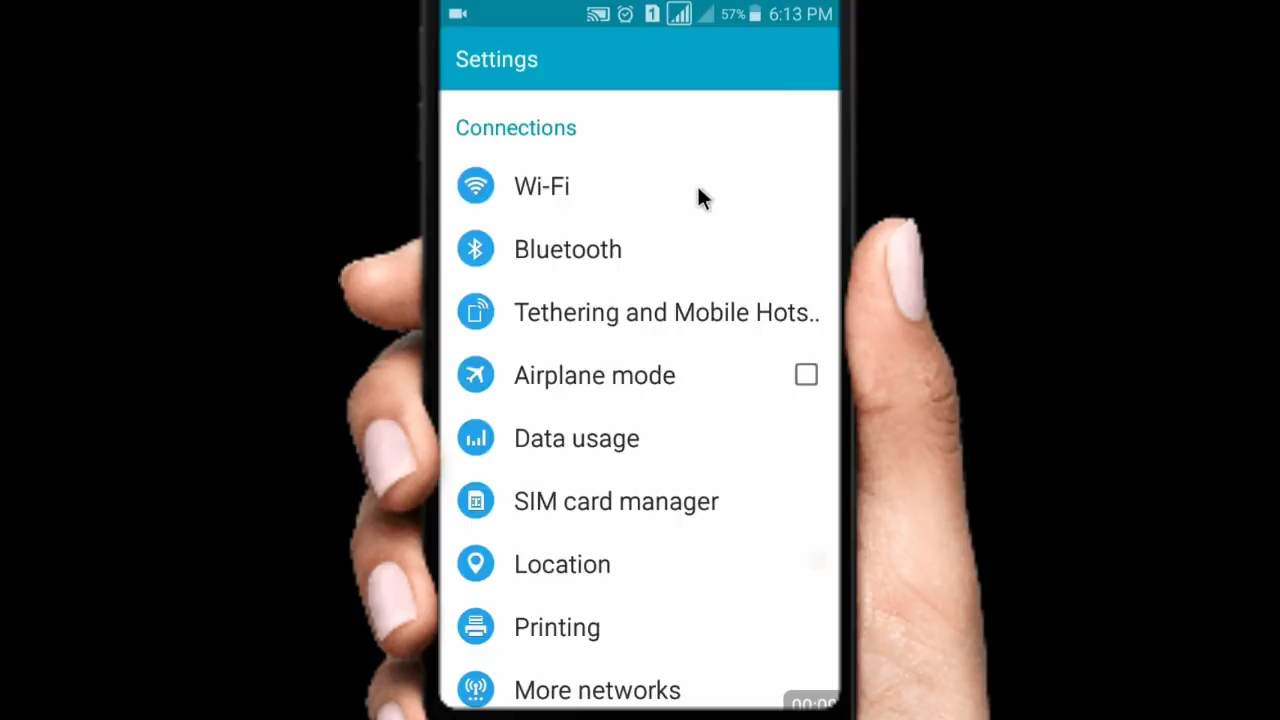 1 57% 6:13 PM
Settings
Connections
Wi-Fi
Bluetooth
Tethering and Mobile Hots..
Airplane mode
Data usage
SIM card manager
Location
Printing
More networks